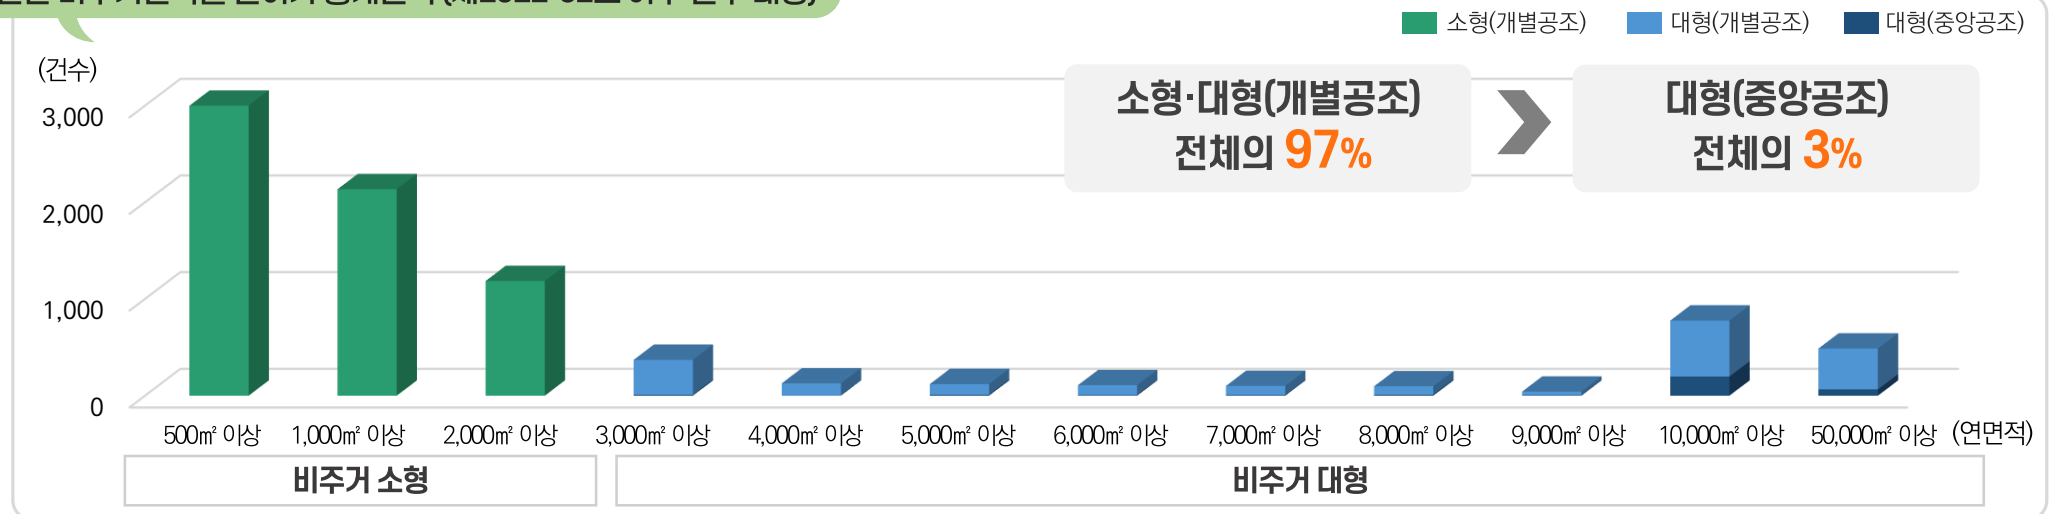 소형(개별공조) 대형(개별공조) 대형(중앙공조)
(건수)
소형·대형(개별공조)
전체의 97%
대형(중앙공조)
전체의 3%
3,000
2,000
1,000
0
500㎡ 이상 1,000㎡ 이상 2,000㎡ 이상 3,000㎡ 이상 4,000㎡ 이상 5,000㎡ 이상 6,000㎡ 이상 7,000㎡ 이상 8,000㎡ 이상 9,000㎡ 이상 10,000㎡ 이상 50,000㎡ 이상 (연면적)
비주거 소형 비주거 대형